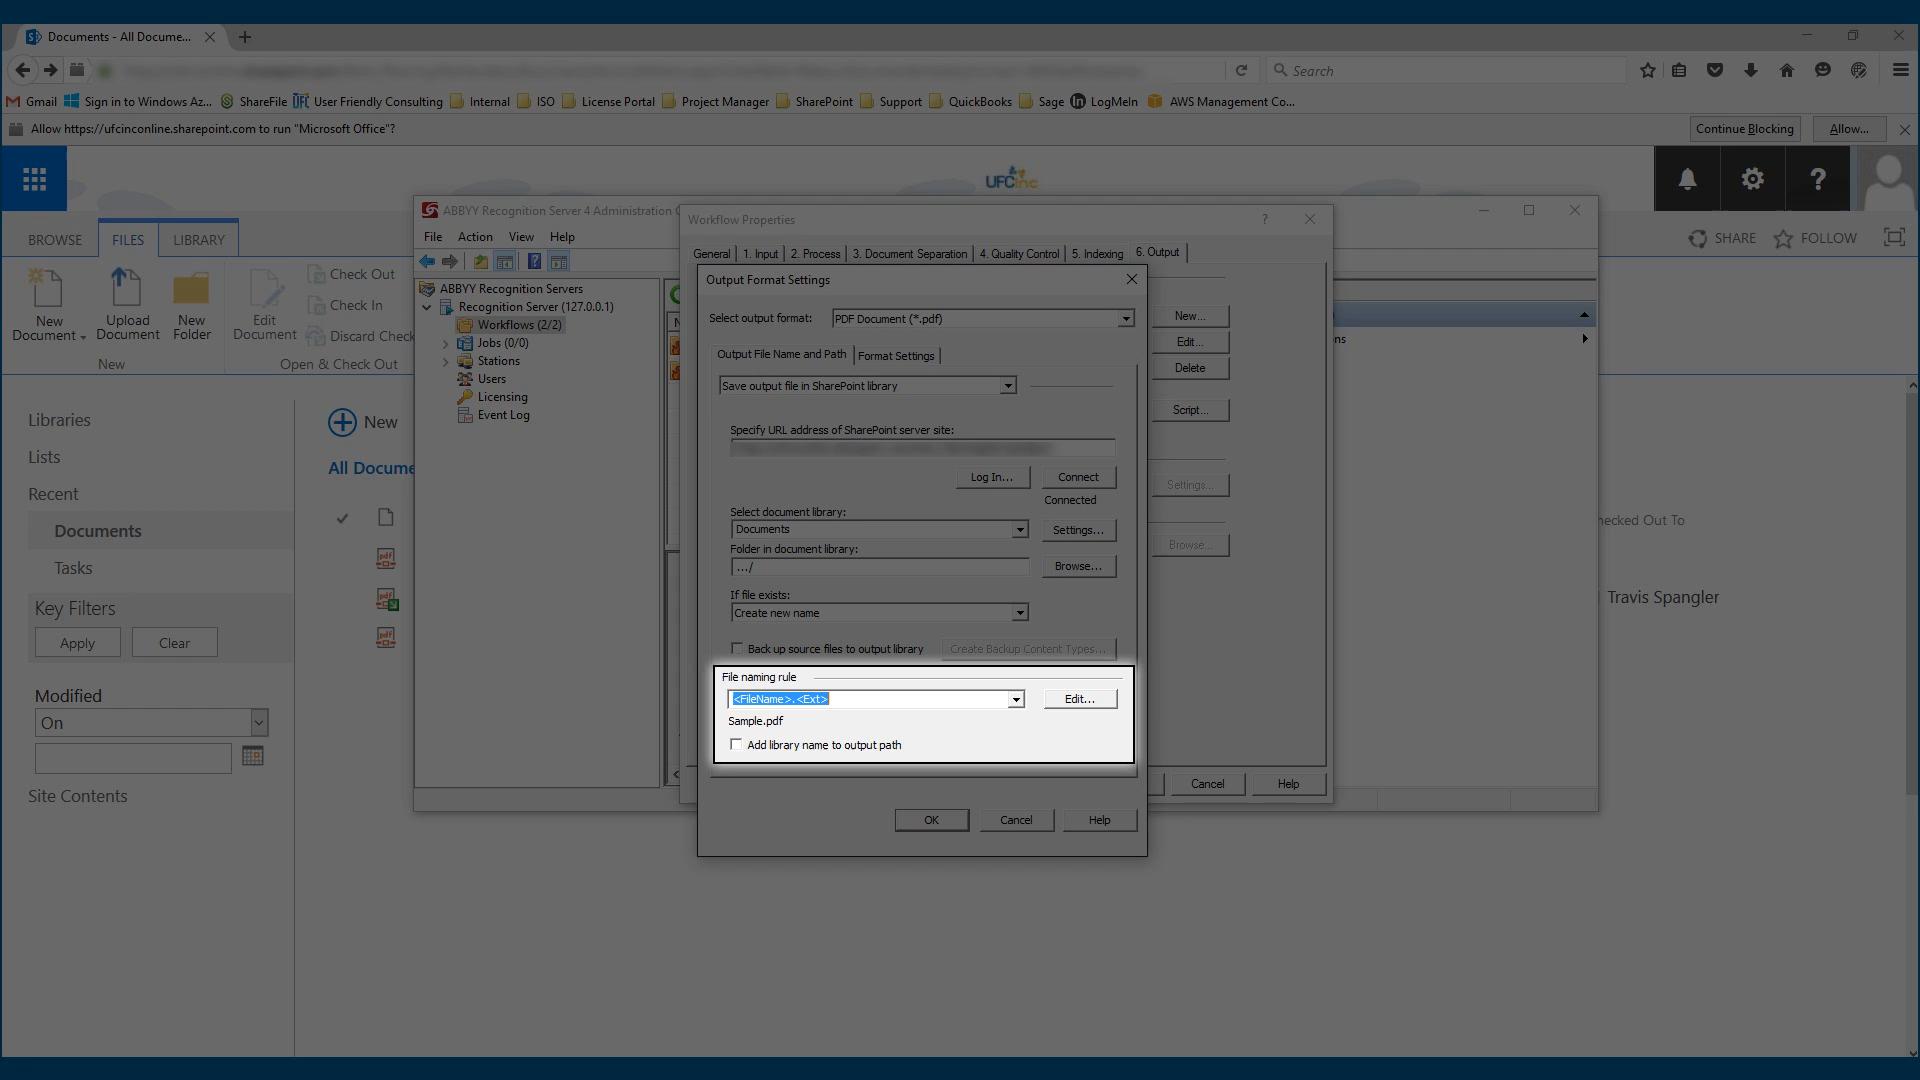 Documents - All Docume...
Search
Gmail
Sign in to Windows Az...
ShareFile
UFC
User Friendly Consulting
Internal
ISO
License Portal
Project Manager
SharePoint
Support
QuickBooks
Sage
LogMeIn
AWS Management Co...
Allow https://ufcinconline.sharepoint.com to run "Microsoft Office"?
Continue Blocking
Allow...
UFCinc
BROWSE
FILES
LIBRARY
SHARE
FOLLOW
New Document
Upload Document
New Folder
Edit Document
Check Out
Check In
Discard Check
New
Open & Check Out
Libraries
Lists
Recent
Documents
Tasks
Key Filters
Apply
Clear
Modified
On
Site Contents
New
All Docume
hecked Out To
Travis Spangler
ABBYY Recognition Server 4 Administration C
File
Action
View
Help
ABBYY Recognition Servers
Recognition Server (127.0.0.1)
Workflows (2/2)
Jobs (0/0)
Stations
Users
Licensing
Event Log
ns
Workflow Properties
?
General
1. Input
2. Process
3. Document Separation
4. Quality Control
5. Indexing
6. Output
New...
Edit...
Delete
Script...
Settings...
Browse...
Cancel
Help
Output Format Settings
Select output format:
PDF Document (*.pdf)
Output File Name and Path
Format Settings
Save output file in SharePoint library
Specify URL address of SharePoint server site:
Log In...
Connect
Connected
Select document library:
Documents
Settings...
Folder in document library:
.../
Browse...
If file exists:
Create new name
Back up source files to output library
Create Backup Content Types...
File naming rule
<FileName>.<Ext>
Edit...
Sample.pdf
Add library name to output path
OK
Cancel
Help